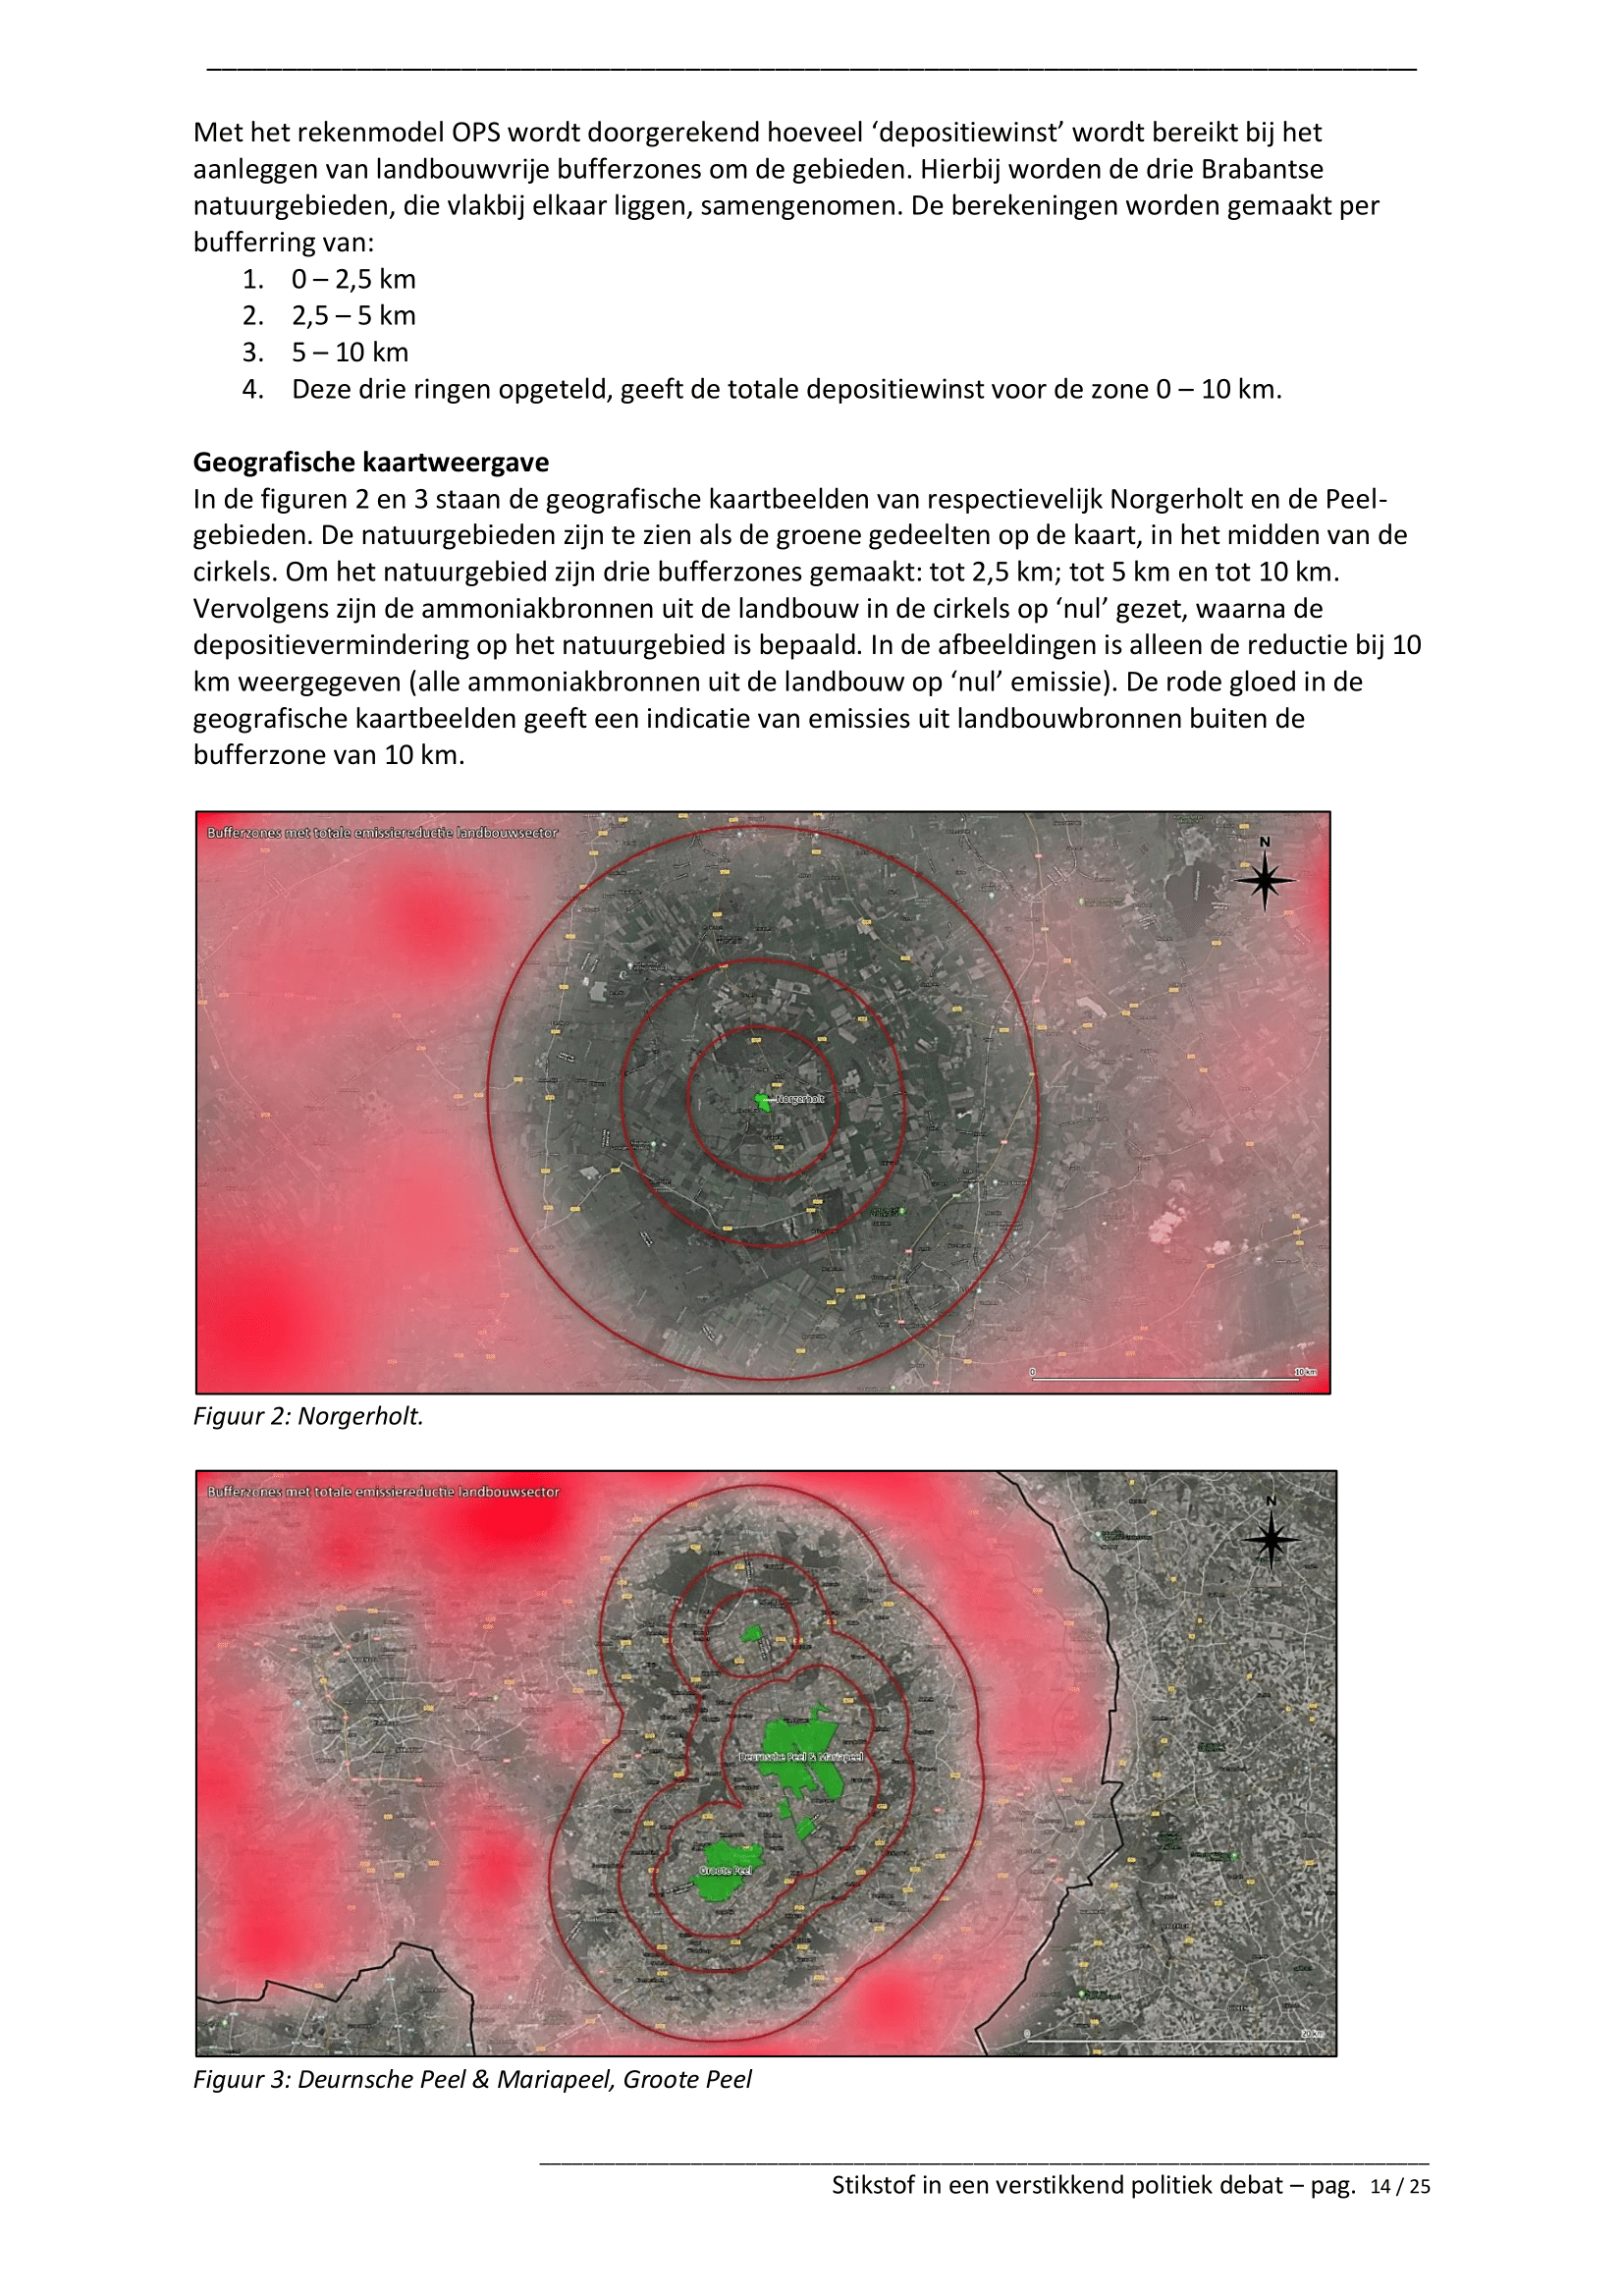 Met het rekenmodel OPS wordt doorgerekend hoeveel ‘depositiewinst’ wordt bereikt bij het
aanleggen van landbouwvrije bufferzones om de gebieden. Hierbij worden de drie Brabantse
natuurgebieden, die vlakbij elkaar liggen, samengenomen. De berekeningen worden gemaakt per
bufferring van:
1. 0 – 2,5 km
2. 2,5 – 5 km
3. 5 – 10 km
4. Deze drie ringen opgeteld, geeft de totale depositiewinst voor de zone 0 – 10 km.
Geografische kaartweergave
In de figuren 2 en 3 staan de geografische kaartbeelden van respectievelijk Norgerholt en de Peel-
gebieden. De natuurgebieden zijn te zien als de groene gedeelten op de kaart, in het midden van de
cirkels. Om het natuurgebied zijn drie bufferzones gemaakt: tot 2,5 km; tot 5 km en tot 10 km.
Vervolgens zijn de ammoniakbronnen uit de landbouw in de cirkels op ‘nul’ gezet, waarna de
depositievermindering op het natuurgebied is bepaald. In de afbeeldingen is alleen de reductie bij 10
km weergegeven (alle ammoniakbronnen uit de landbouw op ‘nul’ emissie). De rode gloed in de
geografische kaartbeelden geeft een indicatie van emissies uit landbouwbronnen buiten de
bufferzone van 10 km.
Bufferzones met totale emissiereductie landbouwsector
N
Norgerholt
0 10 km
Figuur 2: Norgerholt.
Bufferzones met totale emissiereductie landbouwsector
N
Deurnsche Peel & Mariapeel
Groote Peel
0 20 km
Figuur 3: Deurnsche Peel & Mariapeel, Groote Peel
Stikstof in een verstikkend politiek debat – pag. 14 / 25